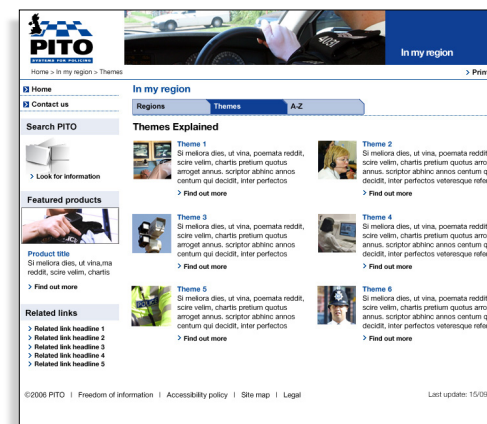 PITO
SYSTEMS FOR POLICING
In my region
Home > In my region > Themes
> Print
Home
Contact us
Search PITO
> Look for information
Featured products
Product title
Si meliora dies, ut vina,ma
reddit, scire velim, chartis
> Find out more
Related links
> Related link headline 1
> Related link headline 2
> Related link headline 3
> Related link headline 4
> Related link headline 5
In my region
Regions
Themes
A-Z
Themes Explained
Theme 1
Si meliora dies, ut vina, poemata reddit,
scire velim, chartis pretium quotus
arroget annus. scriptor abhinc annos
centum qui decidit, inter perfectos
> Find out more
Theme 2
Si meliora dies, ut vina, poemata reddit
scire velim, chartis pretium quotus arro
annus. scriptor abhinc annos centum q
decidit, inter perfectos veteresque refe
> Find out more
Theme 3
Si meliora dies, ut vina, poemata reddit,
scire velim, chartis pretium quotus
arroget annus. scriptor abhinc annos
centum qui decidit, inter perfectos
> Find out more
Theme 4
Si meliora dies, ut vina, poemata reddit
scire velim, chartis pretium quotus arro
annus. scriptor abhinc annos centum q
decidit, inter perfectos veteresque refe
> Find out more
Theme 5
Si meliora dies, ut vina, poemata reddit,
scire velim, chartis pretium quotus
arroget annus. scriptor abhinc annos
centum qui decidit, inter perfectos
> Find out more
POLICE
Theme 6
Si meliora dies, ut vina, poemata reddit
scire velim, chartis pretium quotus arra
annus. scriptor abhinc annos centum q
decidit, inter perfectos veteresque refe
> Find out more
©2006 PITO | Freedom of information | Accessibility policy | Site map | Legal
Last update: 15/09